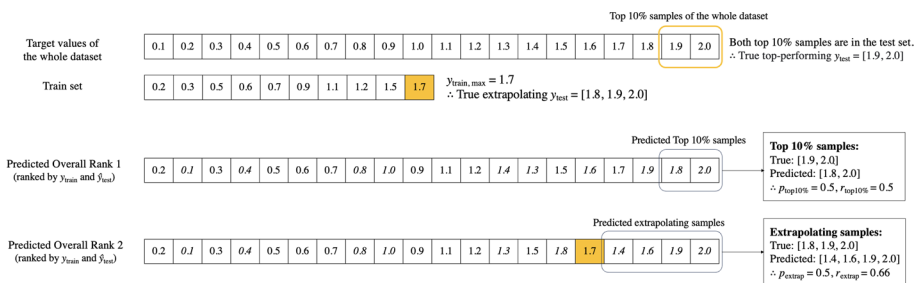 Top 10% samples of the whole dataset
Target values of
the whole dataset
0.1 0.2 0.3 0.4 0.5 0.6 0.7 0.8 0.9 1.0 1.1 1.2 1.3 1.4 1.5 1.6 1.7 1.8 1.9 2.0
Both top 10% samples are in the test set.
∴ True top-performing y_test = [1.9, 2.0]
Train set
0.2 0.3 0.5 0.6 0.7 0.9 1.1 1.2 1.5 1.7
y_train, max = 1.7
∴ True extrapolating y_test = [1.8, 1.9, 2.0]
Predicted Top 10% samples
Predicted Overall Rank 1
(ranked by y_train and ŷ_test)
0.2 0.1 0.3 0.4 0.5 0.6 0.7 0.8 1.0 0.9 1.1 1.2 1.4 1.3 1.5 1.6 1.7 1.9 1.8 2.0
Top 10% samples:
True: [1.9, 2.0]
Predicted: [1.8, 2.0]
∴ p_top10% = 0.5, r_top10% = 0.5
Predicted extrapolating samples
Predicted Overall Rank 2
(ranked by y_train and ŷ_test)
0.2 0.1 0.3 0.4 0.5 0.6 0.7 0.8 1.0 0.9 1.1 1.2 1.3 1.5 1.8 1.7 1.4 1.6 1.9 2.0
Extrapolating samples:
True: [1.8, 1.9, 2.0]
Predicted: [1.4, 1.6, 1.9, 2.0]
∴ p_extrap = 0.5, r_extrap = 0.66